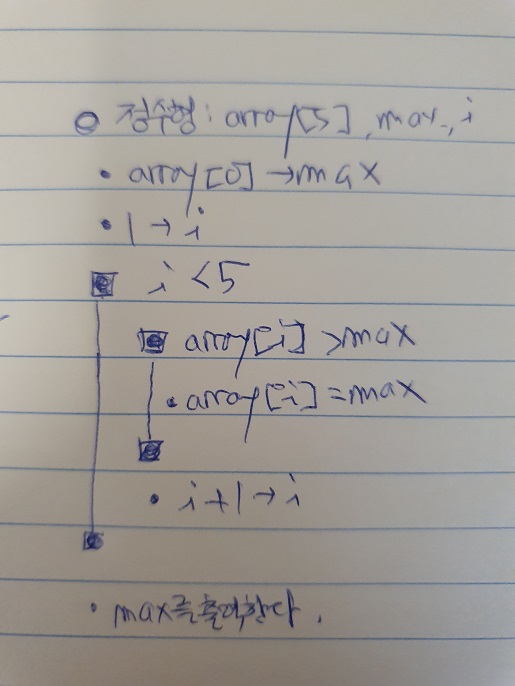 ○ 정수형: array[5], max, i
• array[0] → max
• 1 → i
■ i < 5
■ array[i] > max
• array[i] = max
■
• i + 1 → i
■
• max를 출력한다.